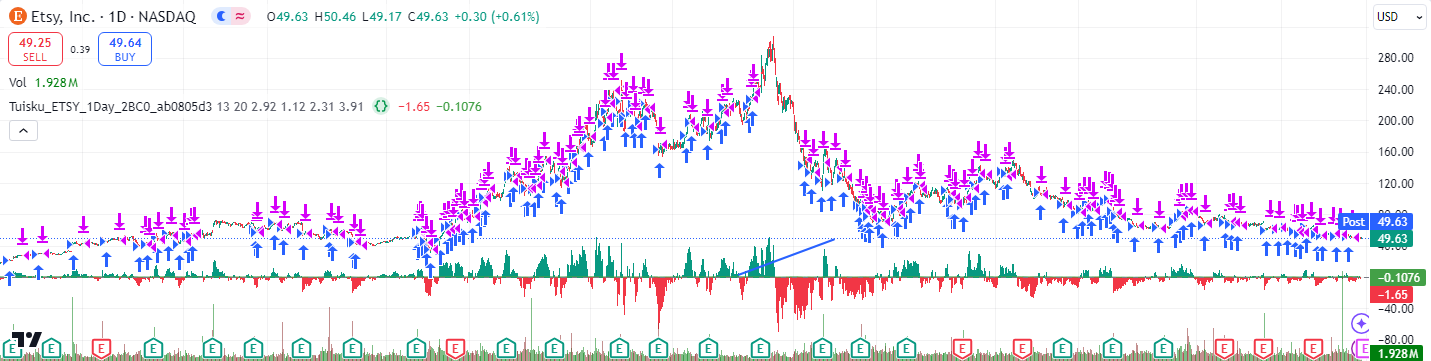 E Etsy, Inc. · 1D · NASDAQ O49.63 H50.46 L49.17 C49.63 +0.30 (+0.61%)
USD
49.25 SELL 0.39 49.64 BUY
280.00
Vol 1.928M
240.00
Tuisku_ETSY_1Day_2BC0_ab0805d3 13 20 2.92 1.12 2.31 3.91 {} −1.65 −0.1076
200.00
160.00
120.00
Post 49.63
49.63
−0.1076
−1.65
−40.00
−80.00
1.928M
E E E E E E E E E E E E E E E E E E E E E E E E E E E E